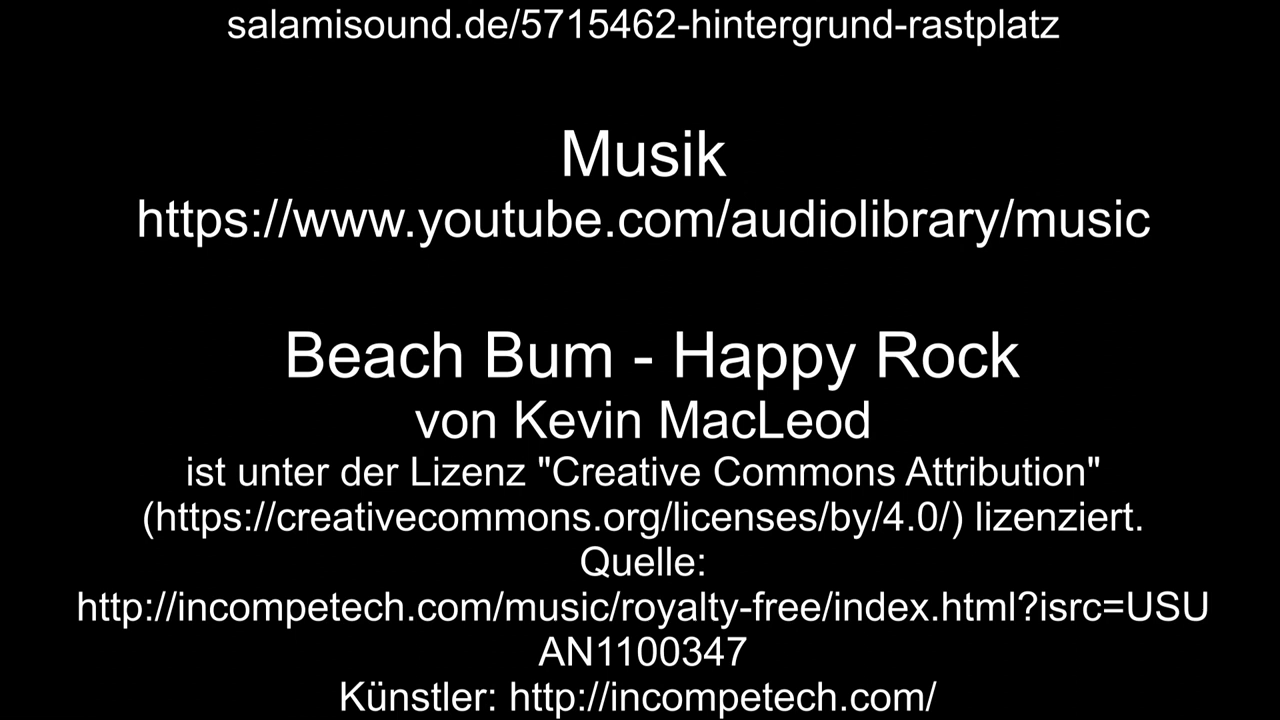 salamisound.de/5715462-hintergrund-rastplatz
Musik
https://www.youtube.com/audiolibrary/music
Beach Bum - Happy Rock
von Kevin MacLeod
ist unter der Lizenz "Creative Commons Attribution"
(https://creativecommons.org/licenses/by/4.0/) lizenziert.
Quelle:
http://incompetech.com/music/royalty-free/index.html?isrc=USU
AN1100347
Künstler: http://incompetech.com/